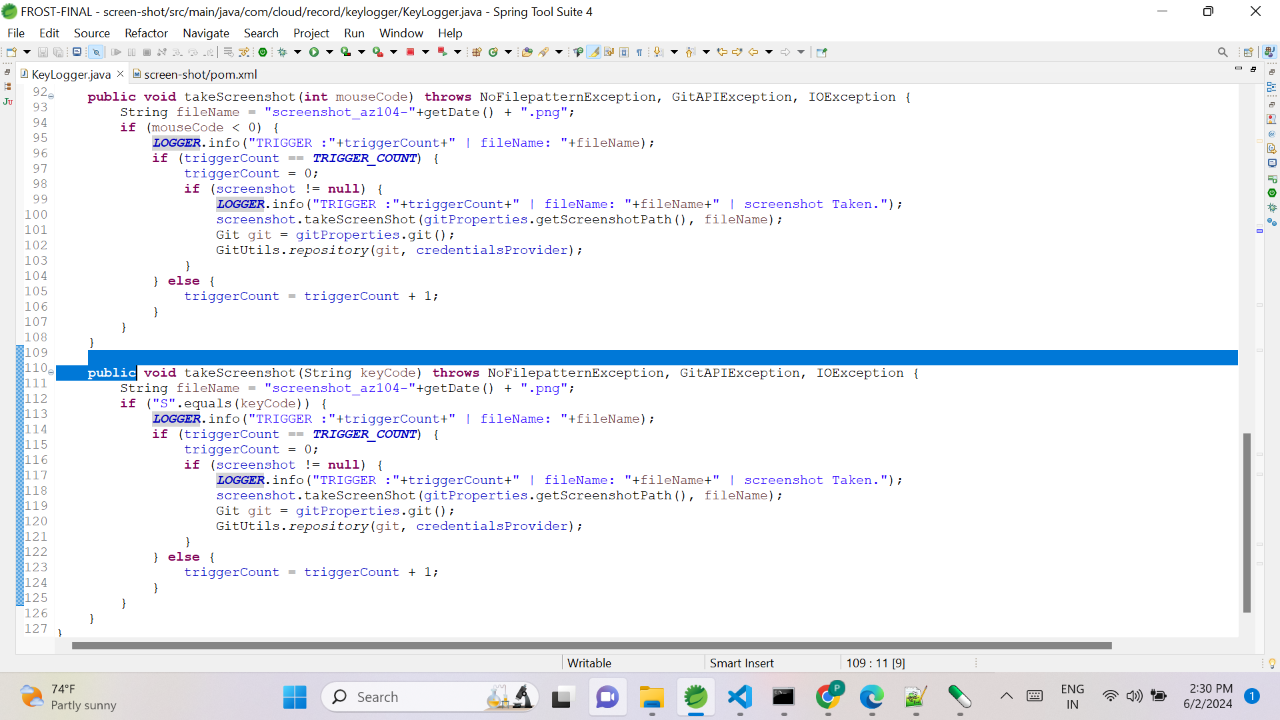 FROST-FINAL - screen-shot/src/main/java/com/cloud/record/keylogger/KeyLogger.java - Spring Tool Suite 4
File Edit Source Refactor Navigate Search Project Run Window Help
KeyLogger.java screen-shot/pom.xml
92 public void takeScreenshot(int mouseCode) throws NoFilepatternException, GitAPIException, IOException {
93 String fileName = "screenshot_az104-"+getDate() + ".png";
94 if (mouseCode < 0) {
95 LOGGER.info("TRIGGER :"+triggerCount+" | fileName: "+fileName);
96 if (triggerCount == TRIGGER_COUNT) {
97 triggerCount = 0;
98 if (screenshot != null) {
99 LOGGER.info("TRIGGER :"+triggerCount+" | fileName: "+fileName+" | screenshot Taken.");
100 screenshot.takeScreenShot(gitProperties.getScreenshotPath(), fileName);
101 Git git = gitProperties.git();
102 GitUtils.repository(git, credentialsProvider);
103 }
104 } else {
105 triggerCount = triggerCount + 1;
106 }
107 }
108 }
109
110 public void takeScreenshot(String keyCode) throws NoFilepatternException, GitAPIException, IOException {
111 String fileName = "screenshot_az104-"+getDate() + ".png";
112 if ("S".equals(keyCode)) {
113 LOGGER.info("TRIGGER :"+triggerCount+" | fileName: "+fileName);
114 if (triggerCount == TRIGGER_COUNT) {
115 triggerCount = 0;
116 if (screenshot != null) {
117 LOGGER.info("TRIGGER :"+triggerCount+" | fileName: "+fileName+" | screenshot Taken.");
118 screenshot.takeScreenShot(gitProperties.getScreenshotPath(), fileName);
119 Git git = gitProperties.git();
120 GitUtils.repository(git, credentialsProvider);
121 }
122 } else {
123 triggerCount = triggerCount + 1;
124 }
125 }
126 }
127 }
Writable Smart Insert 109 : 11 [9]
74°F
Partly sunny
Search
P
ENG
IN
2:30 PM
6/2/2024
1